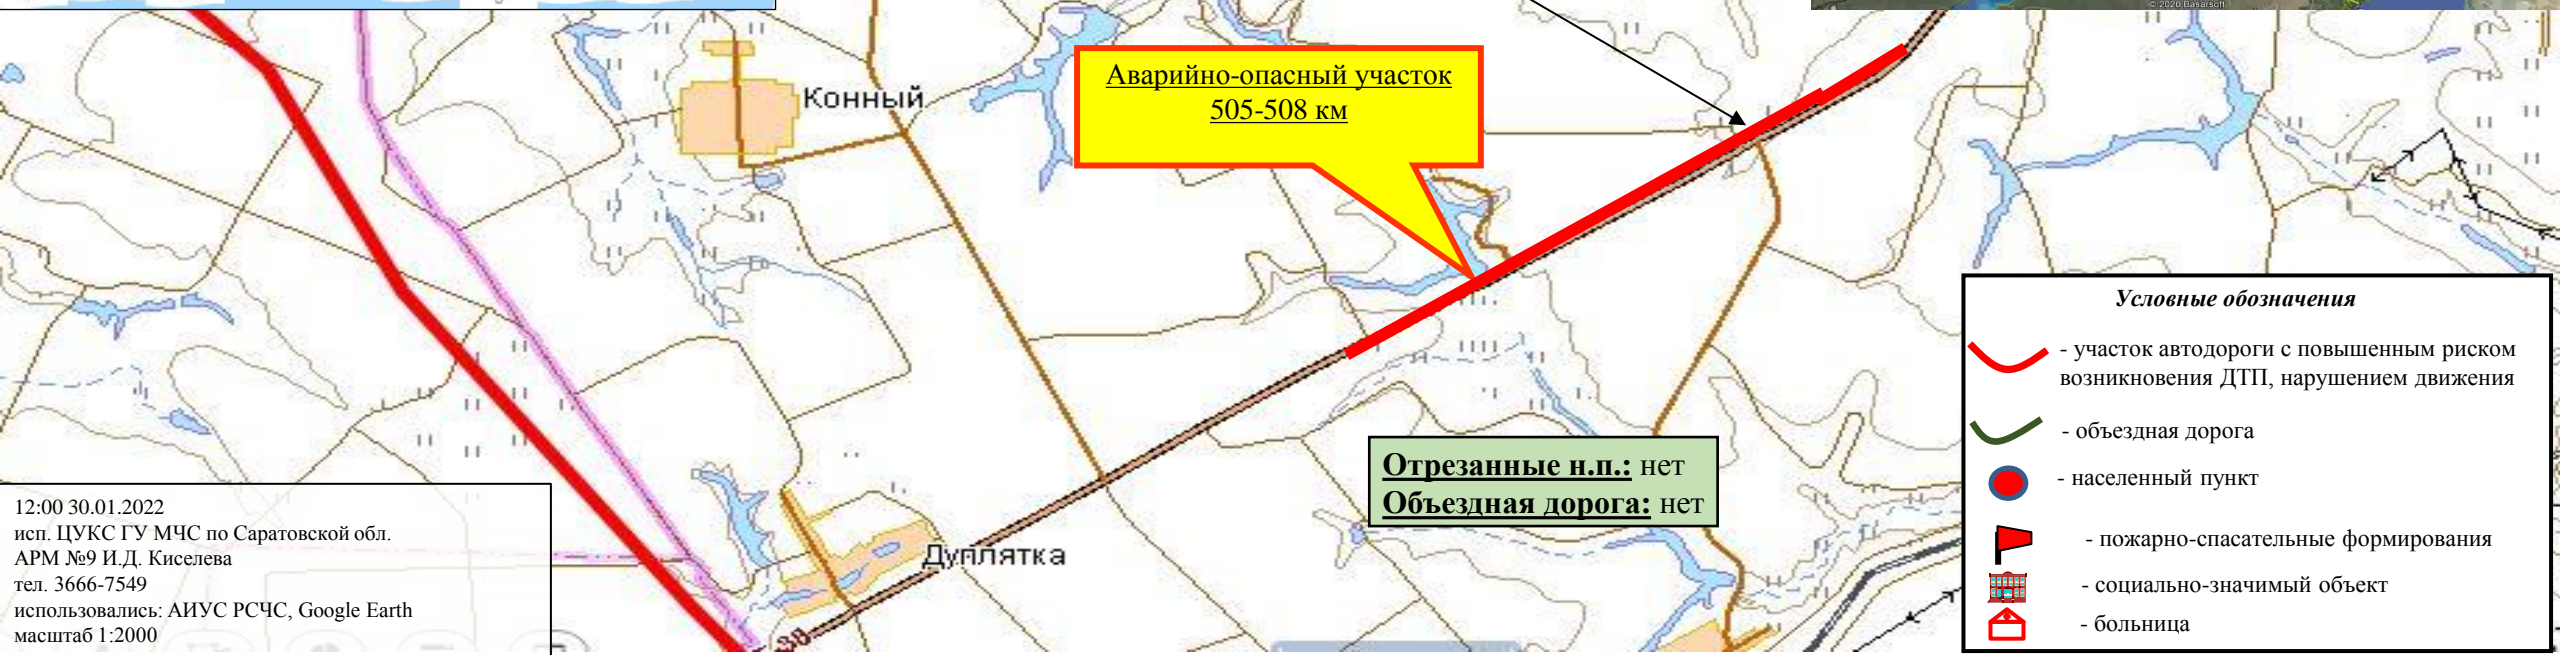 © 2020 Basarsoft
Конный
Аварийно-опасный участок
505-508 км
Условные обозначения
- участок автодороги с повышенным риском
возникновения ДТП, нарушением движения
- объездная дорога
- населенный пункт
- пожарно-спасательные формирования
- социально-значимый объект
- больница
Отрезанные н.п.: нет
Объездная дорога: нет
Дуплятка
12:00 30.01.2022
исп. ЦУКС ГУ МЧС по Саратовской обл.
АРМ №9 И.Д. Киселева
тел. 3666-7549
использовались: АИУС РСЧС, Google Earth
масштаб 1:2000